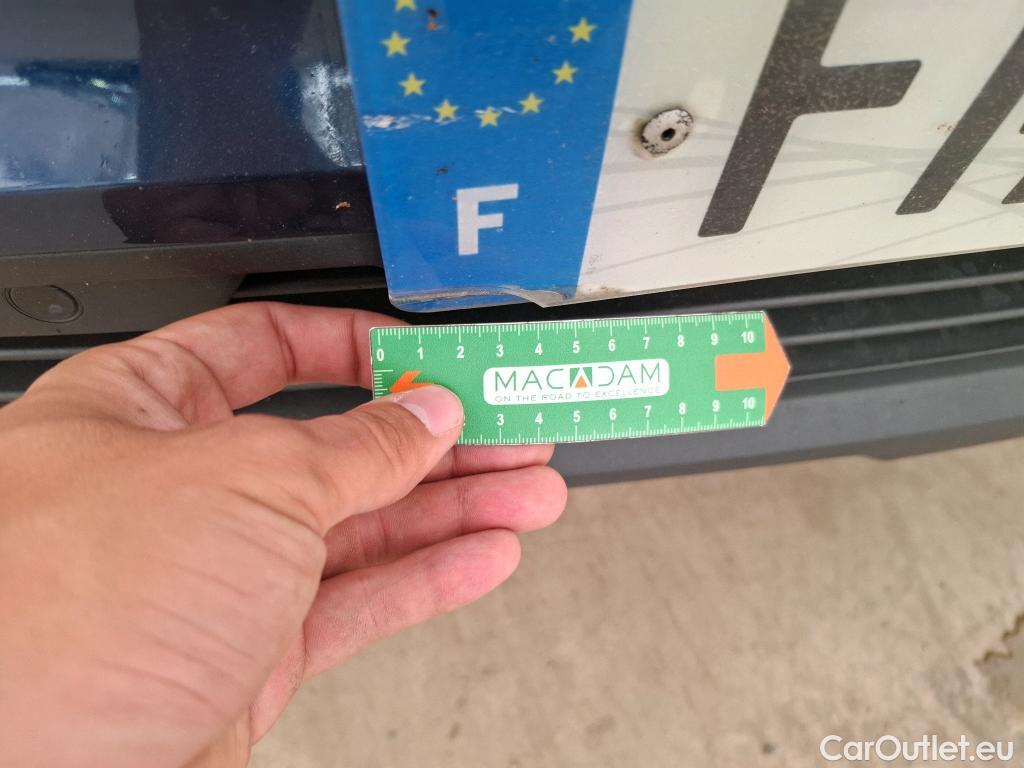 F
F
0 1 2 3 4 5 6 7 8 9 10
MACADAM
ON THE ROAD TO EXCELLENCE
3 4 5 6 7 8 9 10
CarOutlet.eu